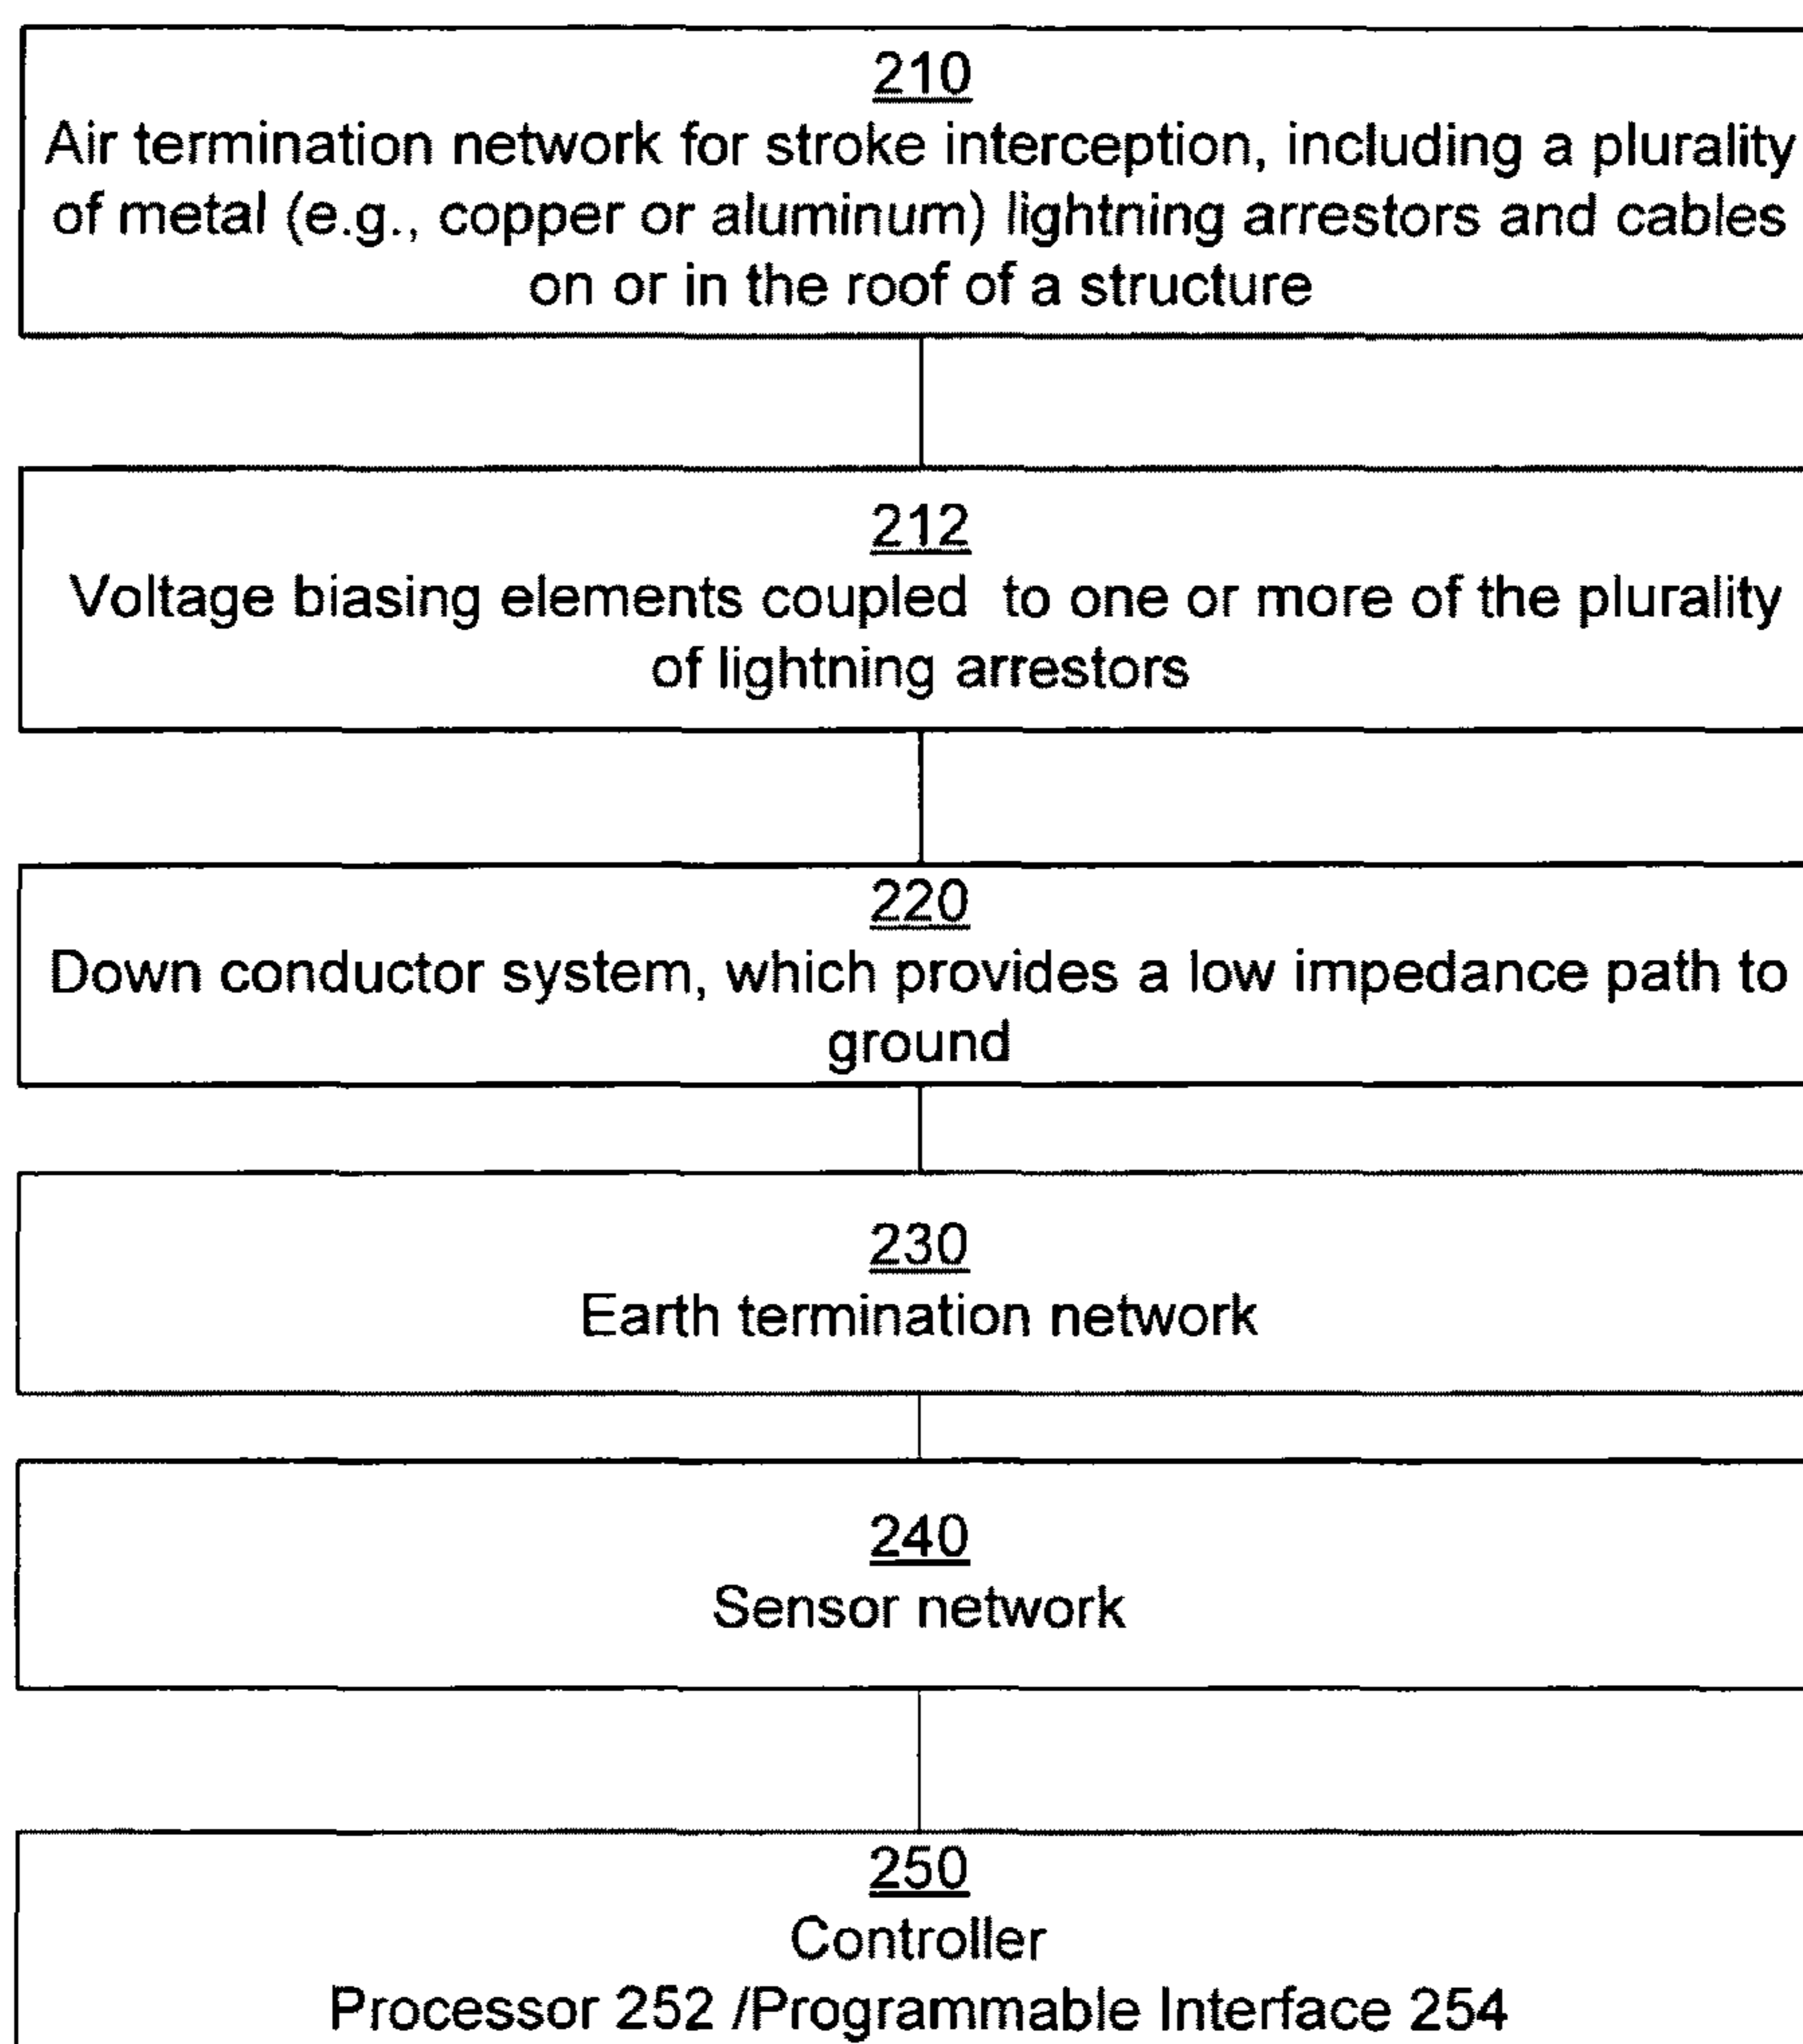 210
Air termination network for stroke interception, including a plurality
of metal (e.g., copper or aluminum) lightning arrestors and cables
on or in the roof of a structure
212
Voltage biasing elements coupled to one or more of the plurality
of lightning arrestors
220
Down conductor system, which provides a low impedance path to
ground
230
Earth termination network
240
Sensor network
250
Controller
Processor 252 /Programmable Interface 254